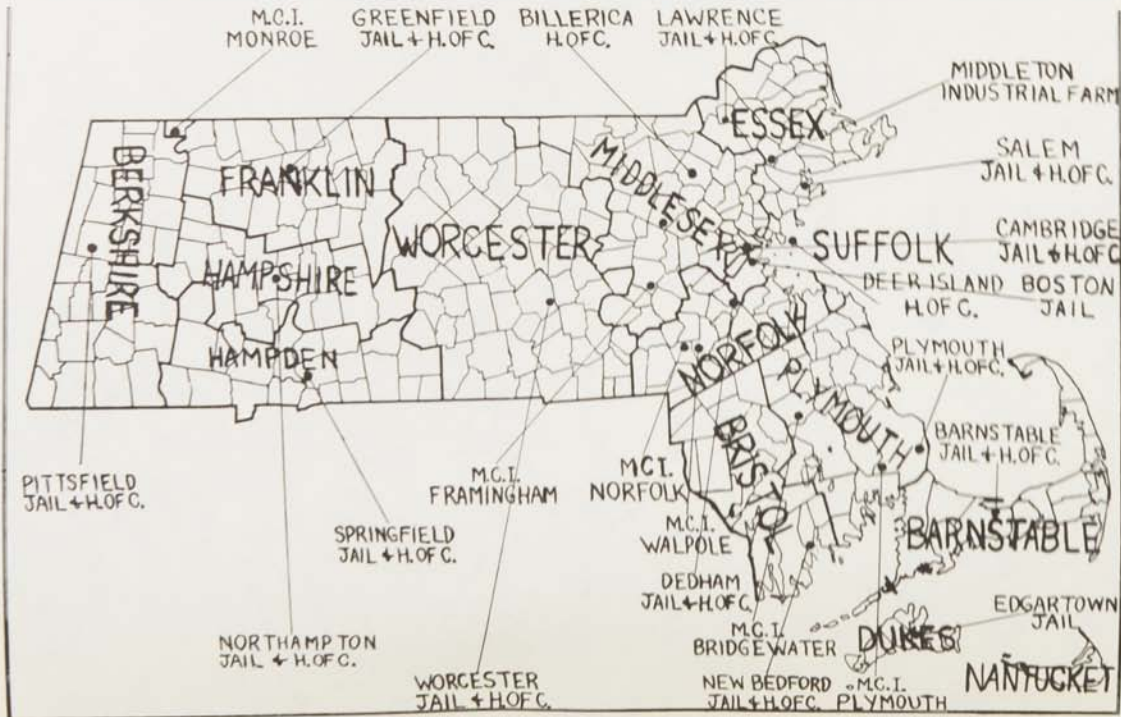 M.C.I.
MONROE
GREENFIELD
JAIL & H.OF C.
BILLERICA
H.OF C.
LAWRENCE
JAIL & H.OF C.
MIDDLETON
INDUSTRIAL FARM
ESSEX
SALEM
JAIL & H.OF C.
BERKSHIRE
FRANKLIN
MIDDLESEX
WORCESTER
SUFFOLK
CAMBRIDGE
JAIL & H.OF C.
HAMPSHIRE
DEER ISLAND
H.OF C.
BOSTON
JAIL
HAMPDEN
NORFOLK
PLYMOUTH
JAIL & H.OF C.
PLYMOUTH
BARNSTABLE
JAIL & H.OF C.
BRISTOL
PITTSFIELD
JAIL & H.OF C.
M.C.I.
FRAMINGHAM
MCI
NORFOLK
SPRINGFIELD
JAIL & H.OF C.
M.C.I.
WALPOLE
BARNSTABLE
DEDHAM
JAIL & H.OF C.
EDGARTOWN
JAIL
NORTHAMPTON
JAIL & H.OF C.
M.C.I.
BRIDGEWATER
DUKES
NANTUCKET
WORCESTER
JAIL & H.OF C.
NEW BEDFORD
JAIL & H.OF C.
M.C.I.
PLYMOUTH